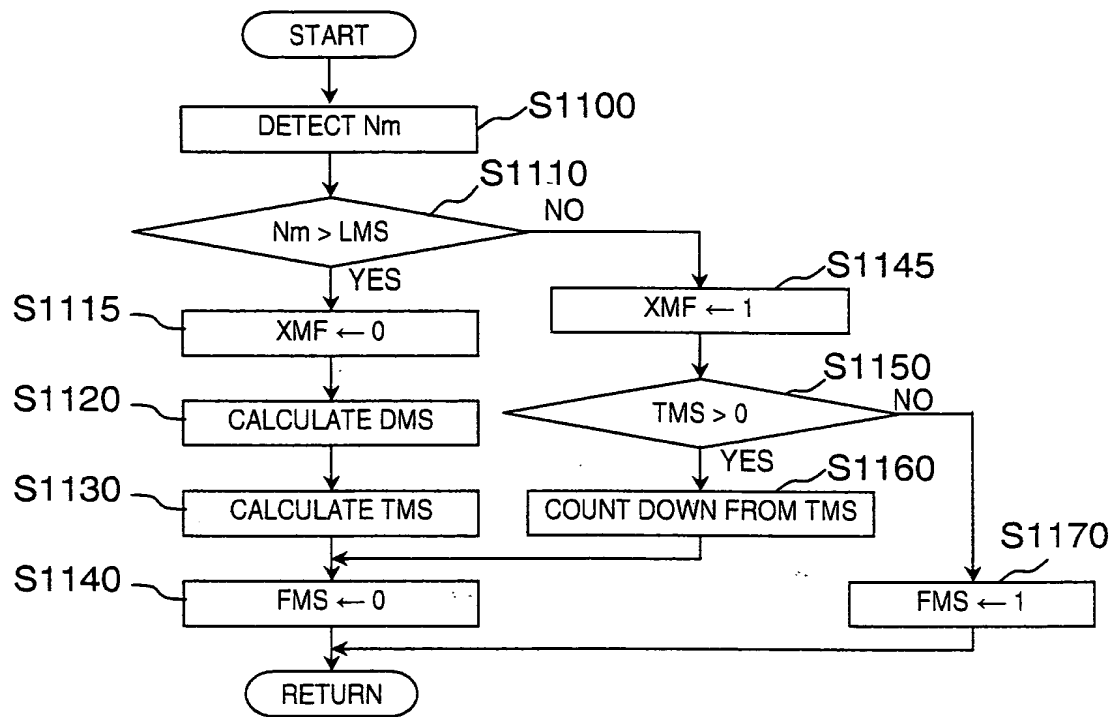 START
DETECT Nm
S1100
S1110
Nm > LMS
NO
YES
S1115
XMF ← 0
S1145
XMF ← 1
S1120
CALCULATE DMS
S1150
TMS > 0
NO
YES
S1130
CALCULATE TMS
S1160
COUNT DOWN FROM TMS
S1140
FMS ← 0
S1170
FMS ← 1
RETURN